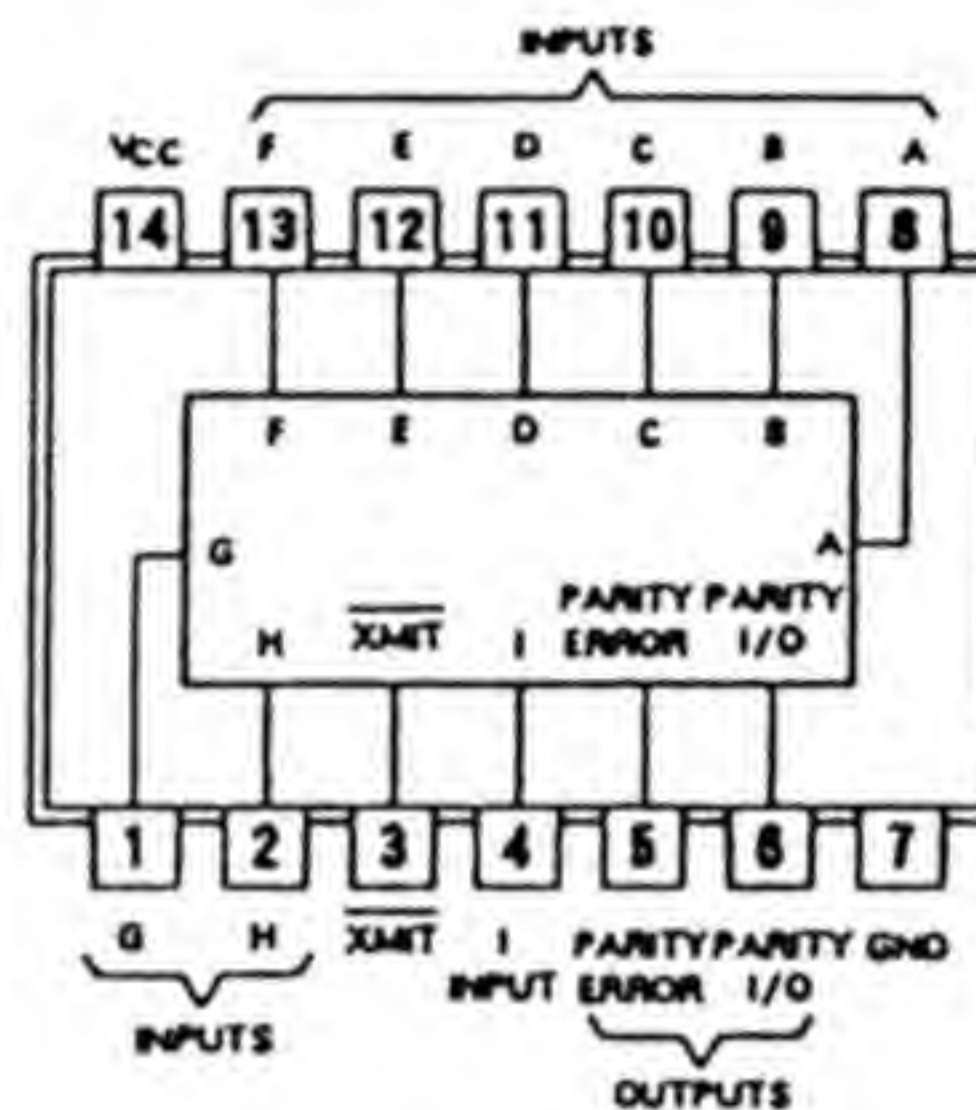 INPUTS
VCC F E D C B A
14 13 12 11 10 9 8
F E D C B
G A
PARITY PARITY
H XMIT I ERROR I/O
1 2 3 4 5 6 7
G H XMIT I PARITY PARITY GND
INPUT ERROR I/O
INPUTS
OUTPUTS